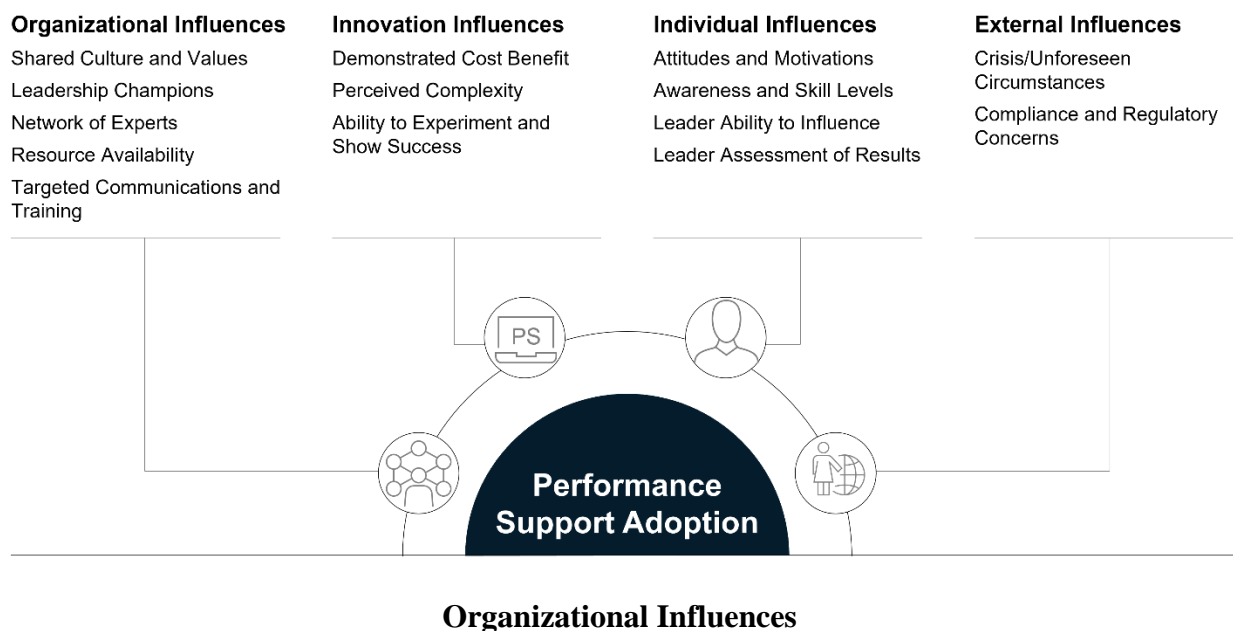 Organizational Influences
Shared Culture and Values
Leadership Champions
Network of Experts
Resource Availability
Targeted Communications and
Training
Innovation Influences
Demonstrated Cost Benefit
Perceived Complexity
Ability to Experiment and
Show Success
Individual Influences
Attitudes and Motivations
Awareness and Skill Levels
Leader Ability to Influence
Leader Assessment of Results
External Influences
Crisis/Unforeseen
Circumstances
Compliance and Regulatory
Concerns
PS
Performance
Support Adoption
Organizational Influences